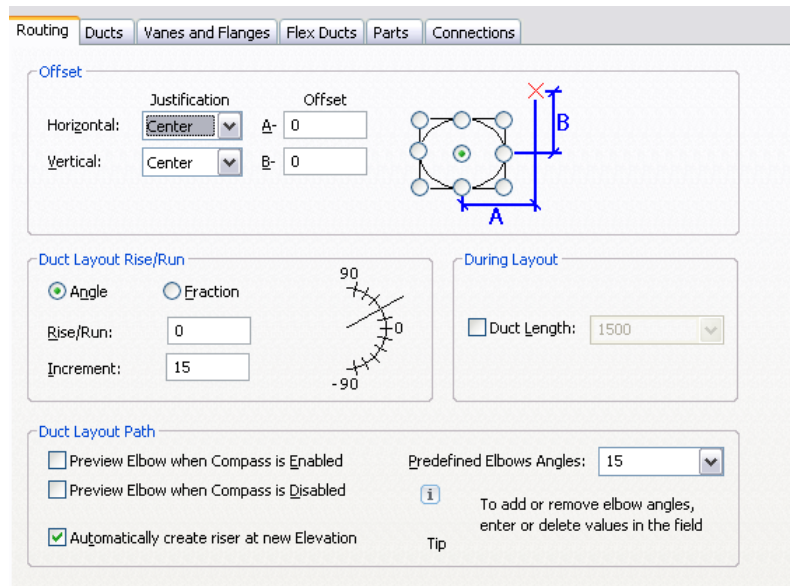 Routing Ducts Vanes and Flanges Flex Ducts Parts Connections
Offset
Justification Offset
Horizontal: Center A- 0
Vertical: Center B- 0
B
A
Duct Layout Rise/Run
Angle Fraction
Rise/Run: 0
Increment: 15
90
0
-90
During Layout
Duct Length: 1500
Duct Layout Path
Preview Elbow when Compass is Enabled
Preview Elbow when Compass is Disabled
Automatically create riser at new Elevation
Predefined Elbows Angles: 15
i
To add or remove elbow angles,
enter or delete values in the field
Tip